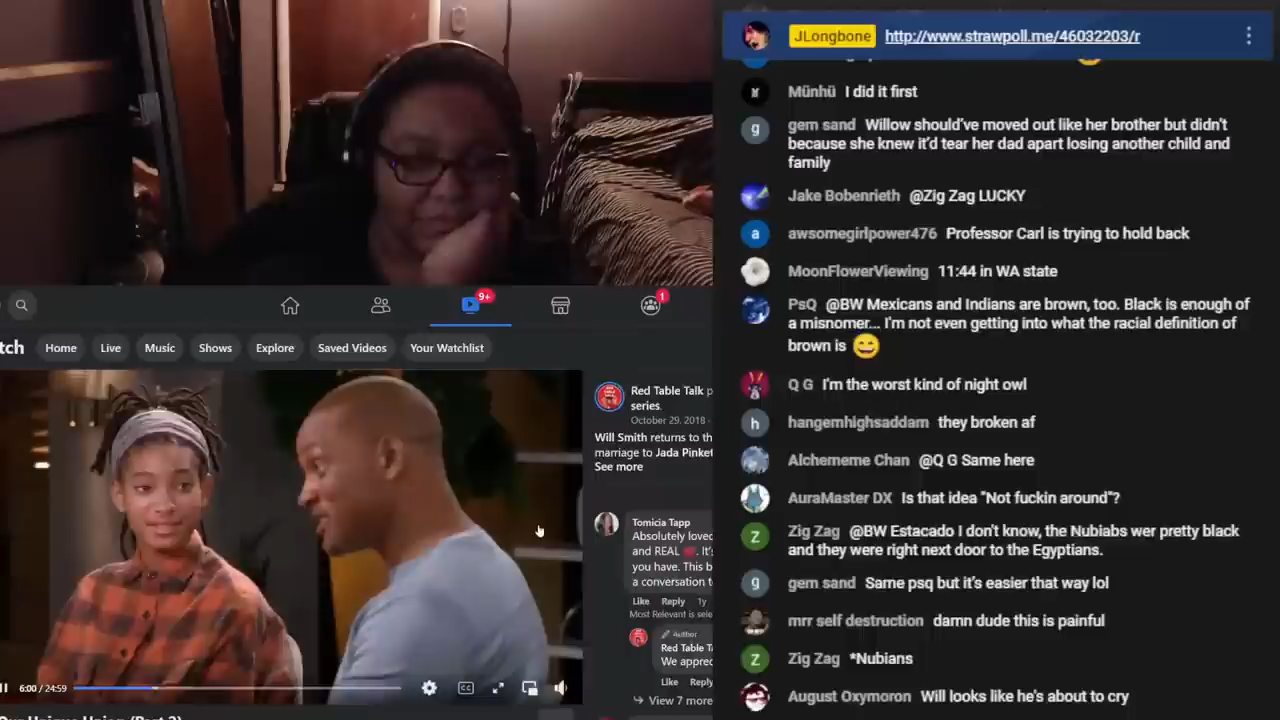 JLongbone http://www.strawpoll.me/46032203/r
Münhü I did it first
gem sand Willow should've moved out like her brother but didn't
because she knew it'd tear her dad apart losing another child and
family
Jake Bobenrieth @Zig Zag LUCKY
awsomegirlpower476 Professor Carl is trying to hold back
MoonFlowerViewing 11:44 in WA state
PsQ @BW Mexicans and Indians are brown, too. Black is enough of
a misnomer... I'm not even getting into what the racial definition of
brown is 😄
Q G I'm the worst kind of night owl
hangemhighsaddam they broken af
Alchememe Chan @Q G Same here
AuraMaster DX Is that idea "Not fuckin around"?
Zig Zag @BW Estacado I don't know, the Nubiabs wer pretty black
and they were right next door to the Egyptians.
gem sand Same psq but it's easier that way lol
mrr self destruction damn dude this is painful
Zig Zag *Nubians
August Oxymoron Will looks like he's about to cry
9+
1
tch Home Live Music Shows Explore Saved Videos Your Watchlist
Red Table Talk p
series.
October 29, 2018 ·
Will Smith returns to th
marriage to Jada Pinket
See more
Tomicia Tapp
Absolutely loved
and REAL ❤️. It's
you have. This b
a conversation t
Like Reply 1y
Most Relevant is sele
Author
Red Table T
We apprec
Like Reply
View 7 more
6:00 / 24:59
CC